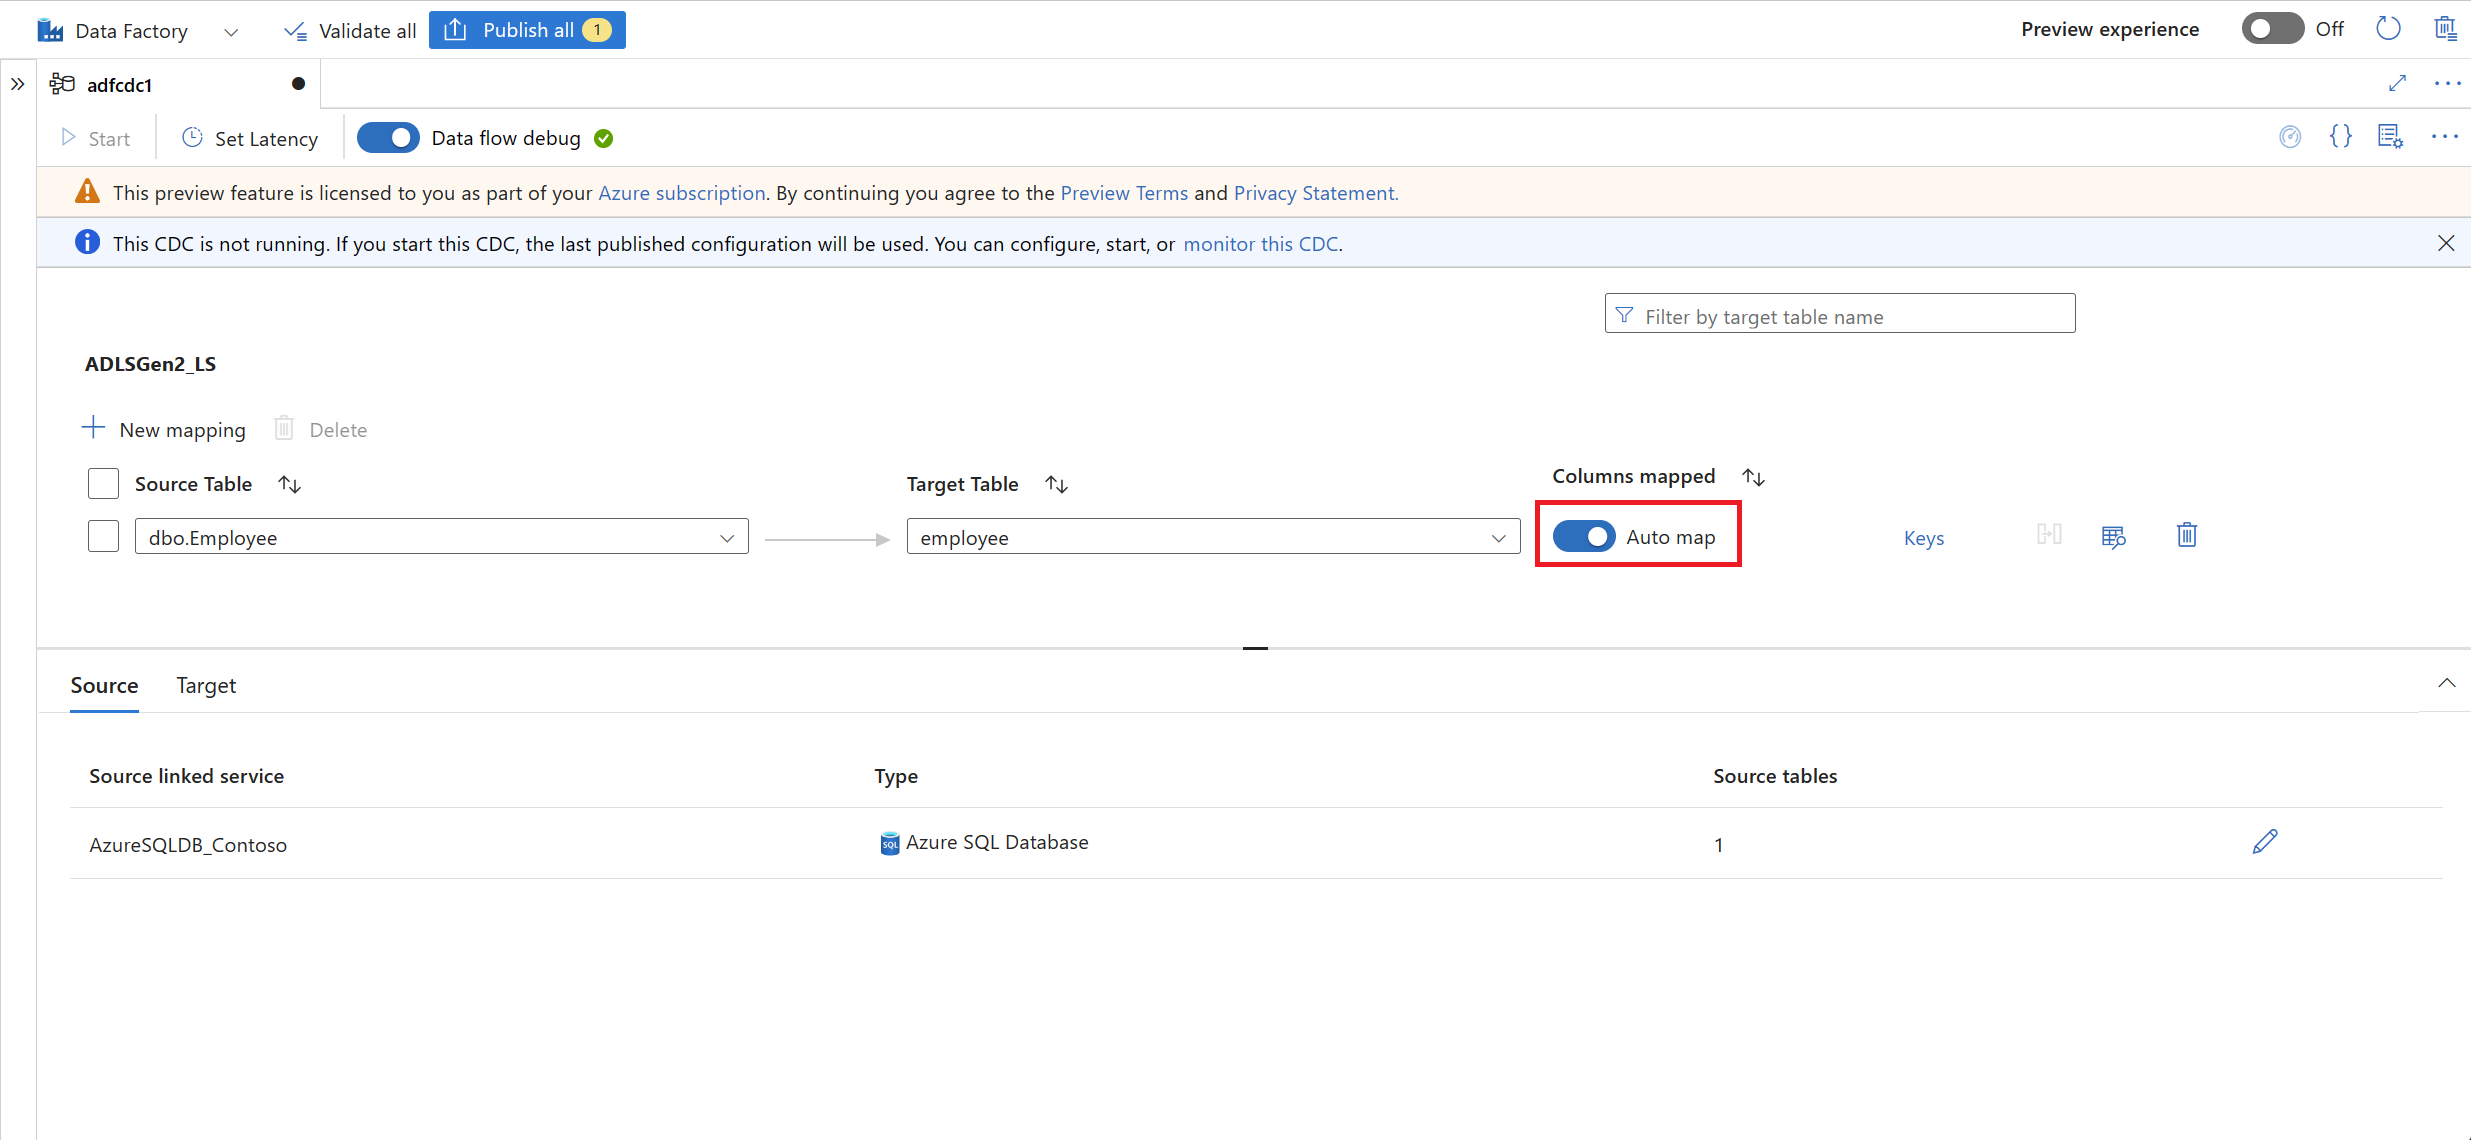 Data Factory Validate all Publish all 1 Preview experience Off
adfcdc1
Start Set Latency Data flow debug
This preview feature is licensed to you as part of your Azure subscription. By continuing you agree to the Preview Terms and Privacy Statement.
This CDC is not running. If you start this CDC, the last published configuration will be used. You can configure, start, or monitor this CDC.
Filter by target table name
ADLSGen2_LS
New mapping Delete
Source Table Target Table Columns mapped
dbo.Employee employee Auto map Keys
Source Target
Source linked service Type Source tables
AzureSQLDB_Contoso SQL Azure SQL Database 1